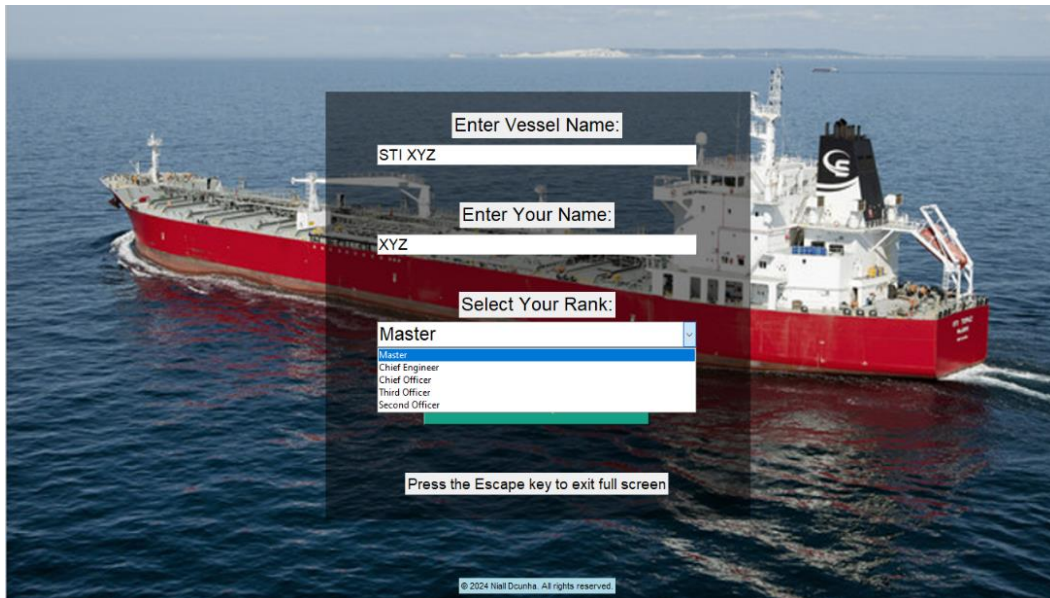 Enter Vessel Name:
STI XYZ
Enter Your Name:
XYZ
Select Your Rank:
Master
Master
Chief Engineer
Chief Officer
Third Officer
Second Officer
Press the Escape key to exit full screen
© 2024 Niall Dcunha. All rights reserved.